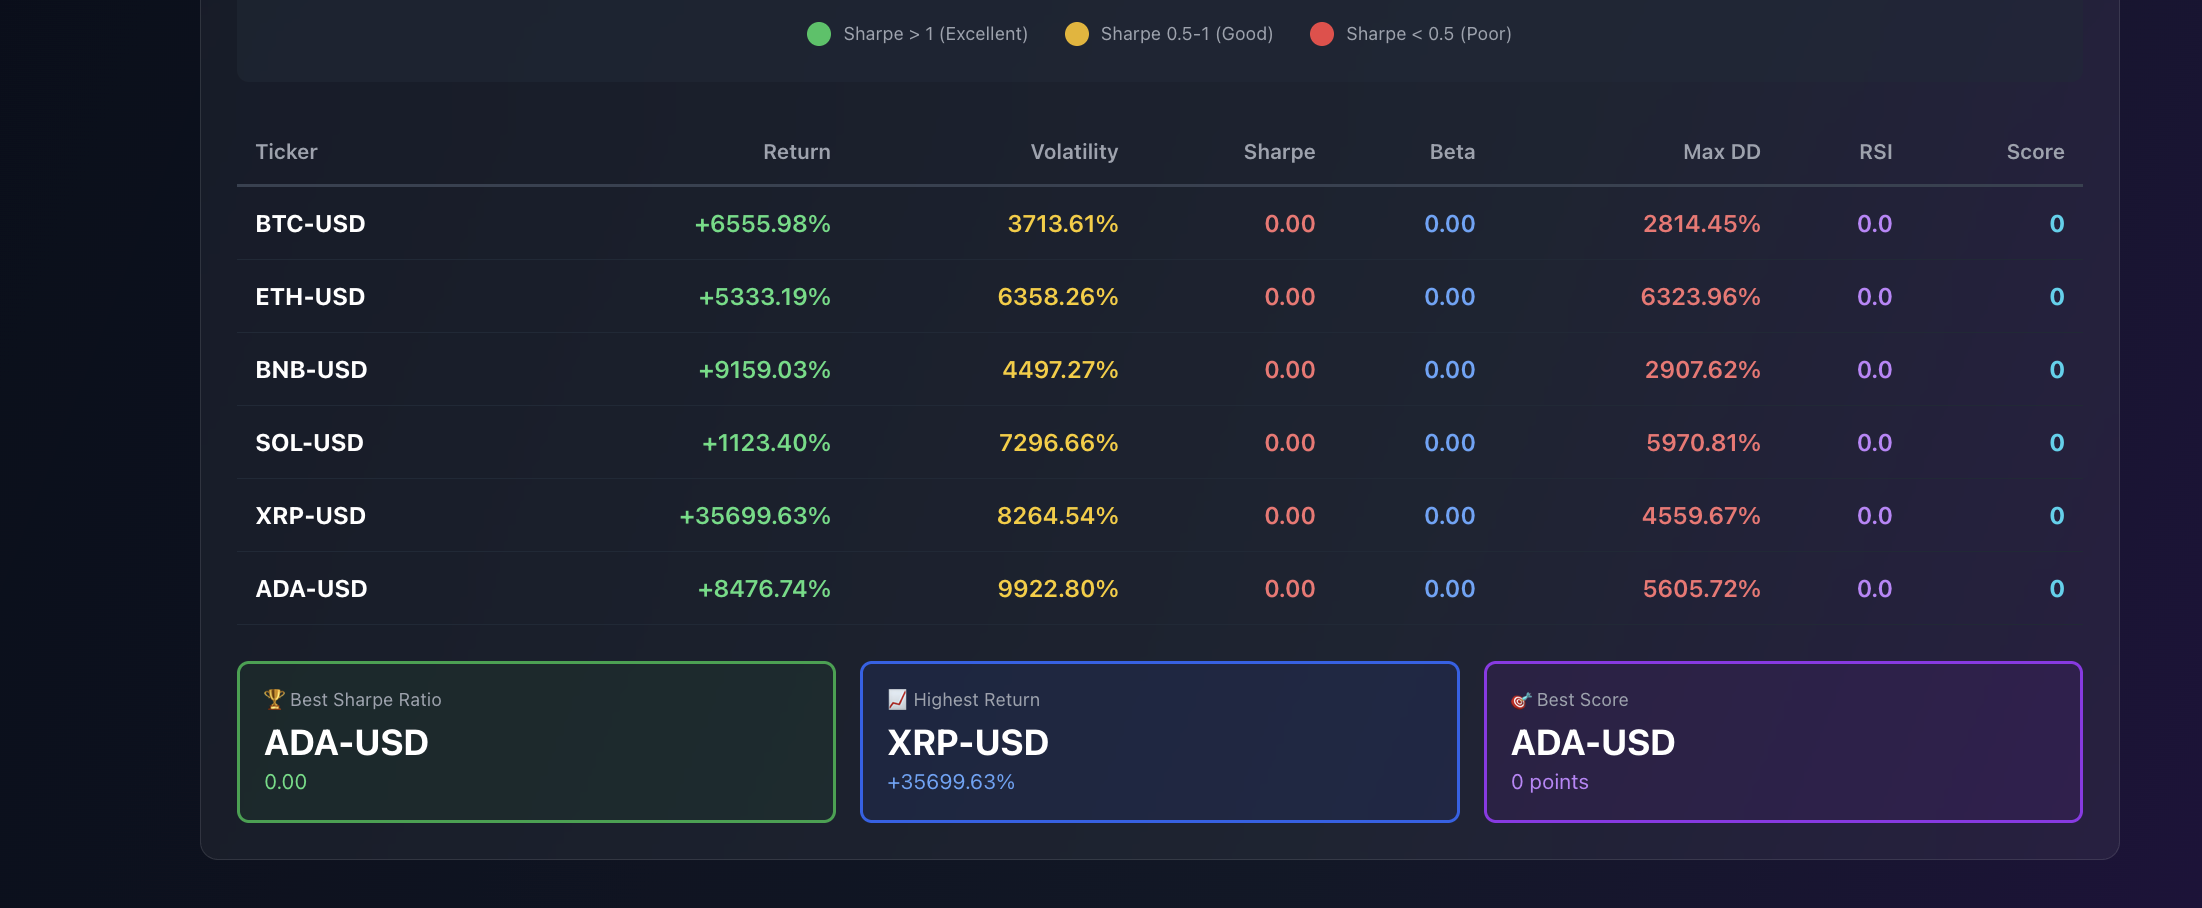 Sharpe > 1 (Excellent) Sharpe 0.5-1 (Good) Sharpe < 0.5 (Poor)
Ticker Return Volatility Sharpe Beta Max DD RSI Score
BTC-USD +6555.98% 3713.61% 0.00 0.00 2814.45% 0.0 0
ETH-USD +5333.19% 6358.26% 0.00 0.00 6323.96% 0.0 0
BNB-USD +9159.03% 4497.27% 0.00 0.00 2907.62% 0.0 0
SOL-USD +1123.40% 7296.66% 0.00 0.00 5970.81% 0.0 0
XRP-USD +35699.63% 8264.54% 0.00 0.00 4559.67% 0.0 0
ADA-USD +8476.74% 9922.80% 0.00 0.00 5605.72% 0.0 0
🏆 Best Sharpe Ratio
ADA-USD
0.00
📈 Highest Return
XRP-USD
+35699.63%
🎯 Best Score
ADA-USD
0 points